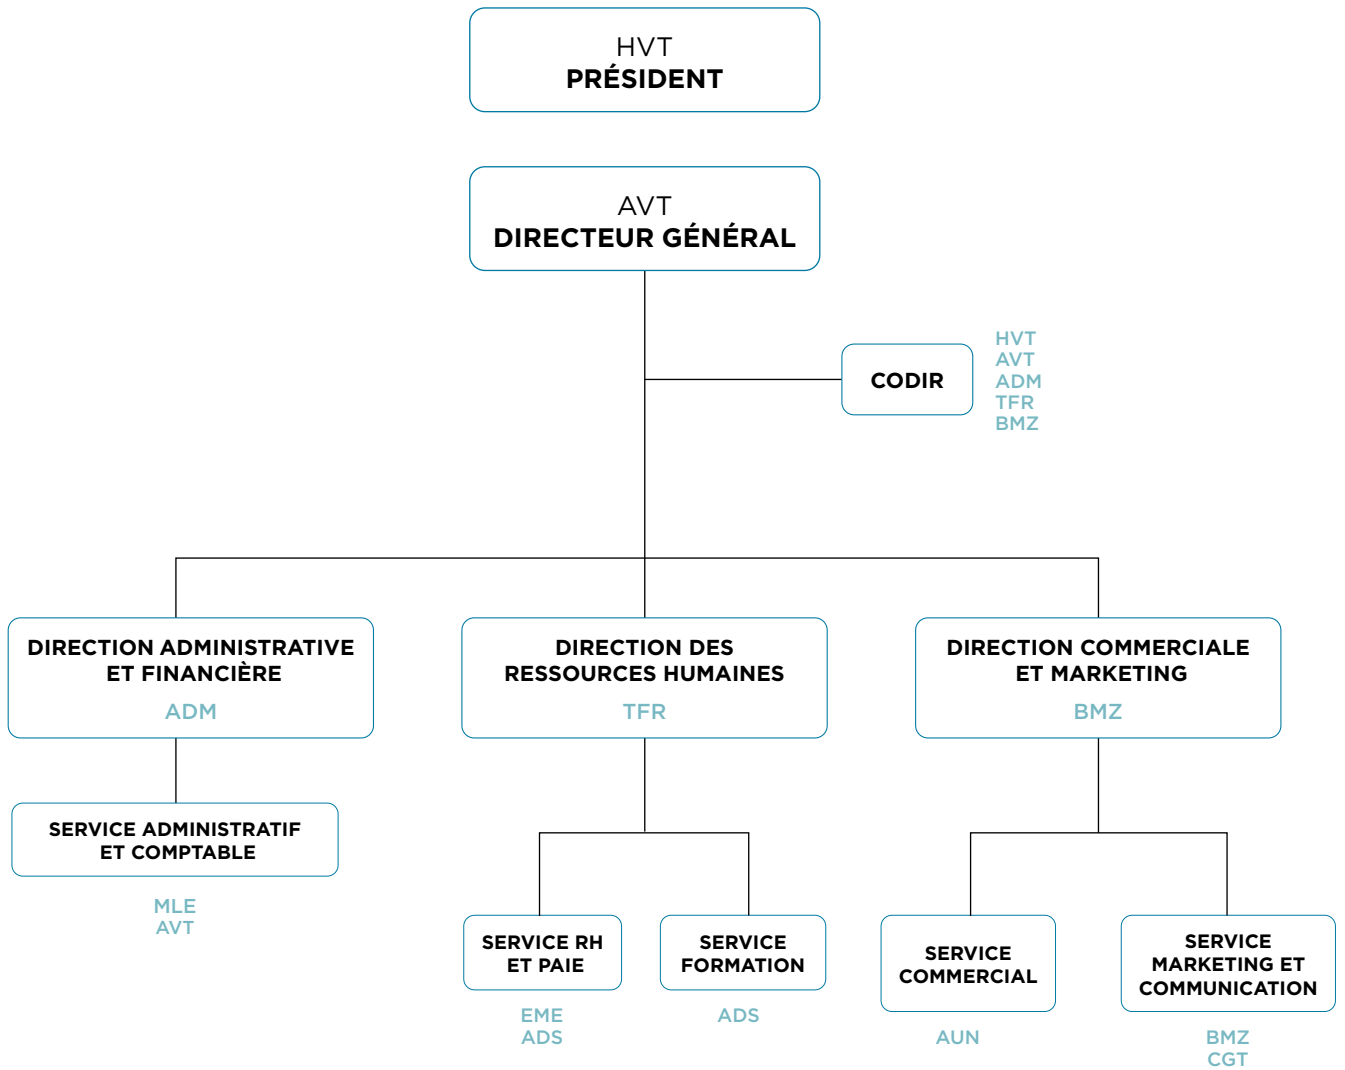 HVT
PRÉSIDENT
AVT
DIRECTEUR GÉNÉRAL
CODIR
HVT
AVT
ADM
TFR
BMZ
DIRECTION ADMINISTRATIVE
ET FINANCIÈRE
ADM
DIRECTION DES
RESSOURCES HUMAINES
TFR
DIRECTION COMMERCIALE
ET MARKETING
BMZ
SERVICE ADMINISTRATIF
ET COMPTABLE
MLE
AVT
SERVICE RH
ET PAIE
EME
ADS
SERVICE
FORMATION
ADS
SERVICE
COMMERCIAL
AUN
SERVICE
MARKETING ET
COMMUNICATION
BMZ
CGT